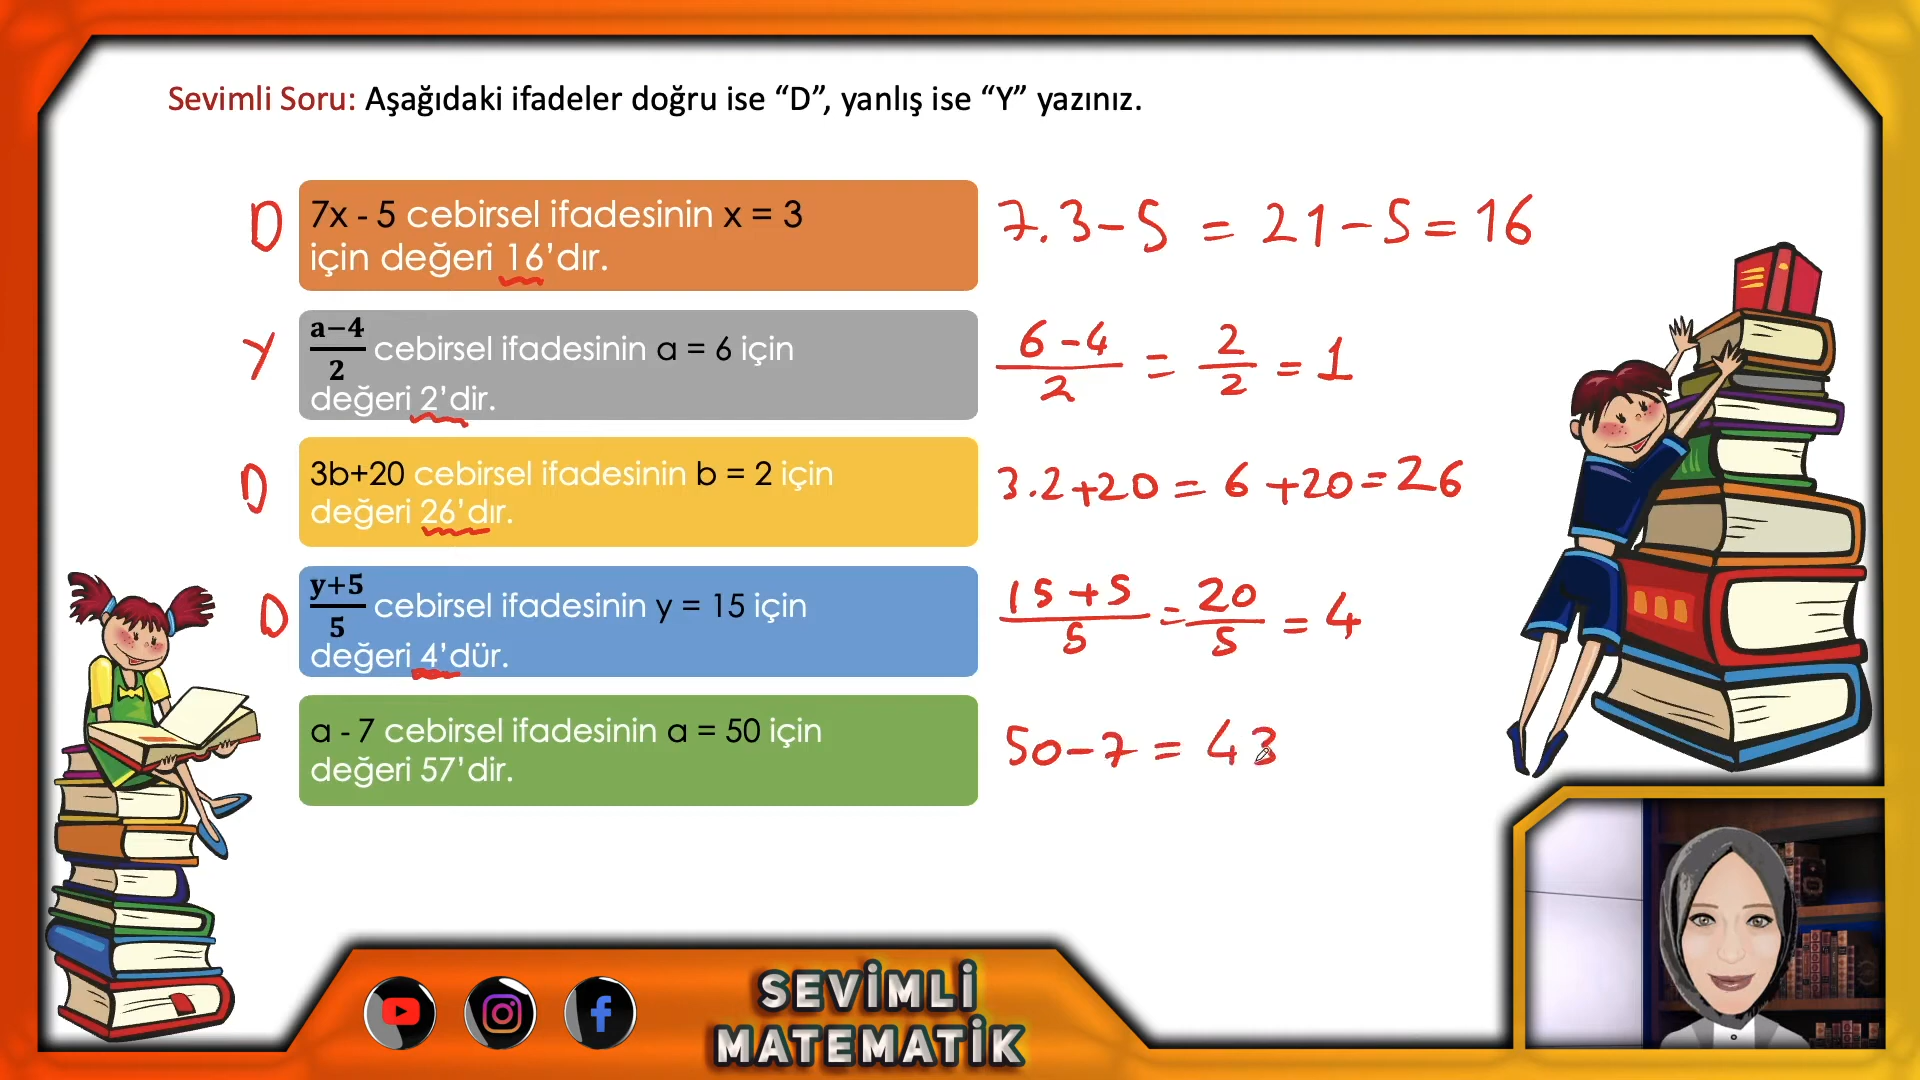 Sevimli Soru: Aşağıdaki ifadeler doğru ise “D”, yanlış ise “Y” yazınız.
D
7x - 5 cebirsel ifadesinin x = 3
için değeri 16’dır.
7.3-5 = 21-5=16
Y
a−4
2
cebirsel ifadesinin a = 6 için
değeri 2’dir.
6-4
2
=
2
2
= 1
D
3b+20 cebirsel ifadesinin b = 2 için
değeri 26’dır.
3.2+20 = 6+20=26
D
y+5
5
cebirsel ifadesinin y = 15 için
değeri 4’dür.
15+5
5
=
20
5
= 4
a - 7 cebirsel ifadesinin a = 50 için
değeri 57’dir.
50-7 = 43
SEVİMLİ
MATEMATİK